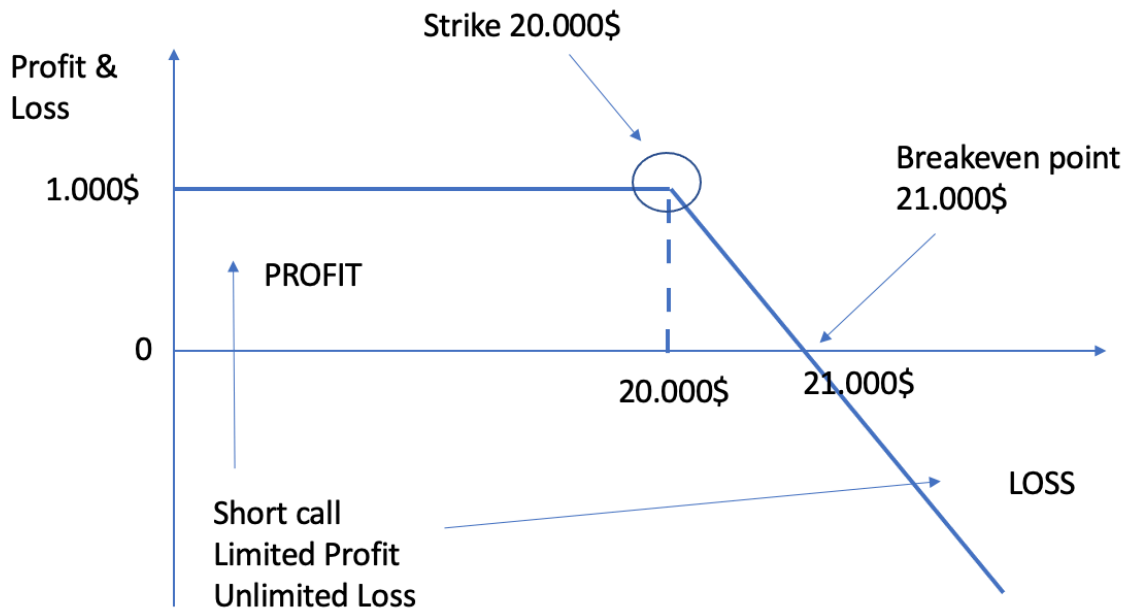 Strike 20.000$
Profit &
Loss
Breakeven point
21.000$
1.000$
PROFIT
0
20.000$
21.000$
LOSS
Short call
Limited Profit
Unlimited Loss